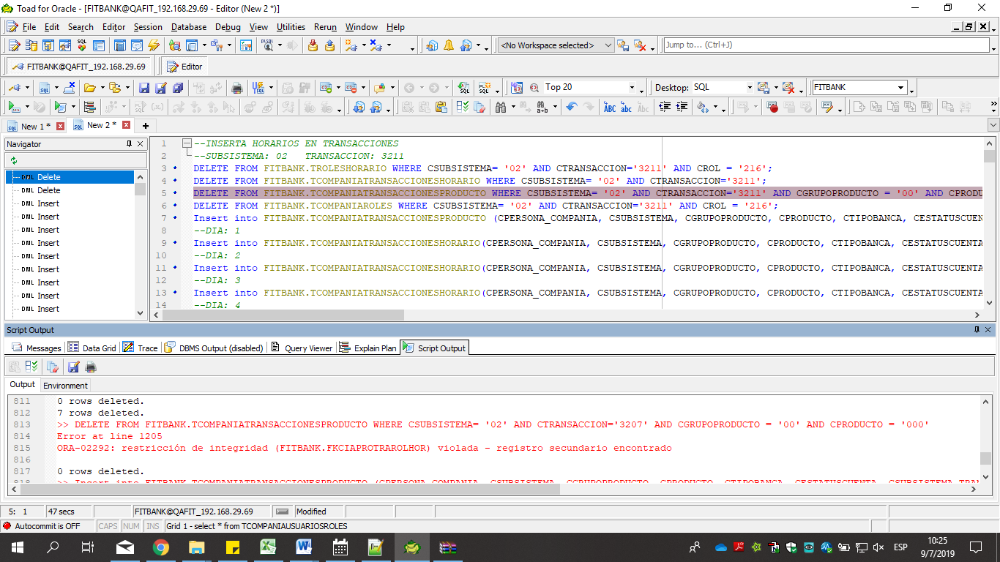 Toad for Oracle - [FITBANK@QAFIT_192.168.29.69 - Editor (New 2 *)]
File Edit Search Editor Session Database Debug View Utilities Rerun Window Help
<No Workspace selected> Jump to... (Ctrl+J)
FITBANK@QAFIT_192.168.29.69 Editor
Top 20 Desktop: SQL FITBANK
New 1 * New 2 *
Navigator
DML Delete
DML Delete
DML Insert
DML Insert
DML Insert
DML Insert
DML Insert
DML Insert
DML Insert
DML Insert
DML Insert
1 --INSERTA HORARIOS EN TRANSACCIONES
2 --SUBSISTEMA: 02 TRANSACCION: 3211
3 DELETE FROM FITBANK.TROLESHORARIO WHERE CSUBSISTEMA= '02' AND CTRANSACCION='3211' AND CROL = '216';
4 DELETE FROM FITBANK.TCOMPANIATRANSACCIONESHORARIO WHERE CSUBSISTEMA= '02' AND CTRANSACCION='3211';
5 DELETE FROM FITBANK.TCOMPANIATRANSACCIONESPRODUCTO WHERE CSUBSISTEMA= '02' AND CTRANSACCION='3211' AND CGRUPOPRODUCTO = '00' AND CPRODU
6 DELETE FROM FITBANK.TCOMPANIAROLES WHERE CSUBSISTEMA= '02' AND CTRANSACCION='3211' AND CROL = '216';
7 Insert into FITBANK.TCOMPANIATRANSACCIONESPRODUCTO (CPERSONA_COMPANIA, CSUBSISTEMA, CGRUPOPRODUCTO, CPRODUCTO, CTIPOBANCA, CESTATUSCUEN
8 --DIA: 1
9 Insert into FITBANK.TCOMPANIATRANSACCIONESHORARIO(CPERSONA_COMPANIA, CSUBSISTEMA, CGRUPOPRODUCTO, CPRODUCTO, CTIPOBANCA, CESTATUSCUENTA
10 --DIA: 2
11 Insert into FITBANK.TCOMPANIATRANSACCIONESHORARIO(CPERSONA_COMPANIA, CSUBSISTEMA, CGRUPOPRODUCTO, CPRODUCTO, CTIPOBANCA, CESTATUSCUENTA
12 --DIA: 3
13 Insert into FITBANK.TCOMPANIATRANSACCIONESHORARIO(CPERSONA_COMPANIA, CSUBSISTEMA, CGRUPOPRODUCTO, CPRODUCTO, CTIPOBANCA, CESTATUSCUENTA
14 --DIA: 4
Script Output
Messages Data Grid Trace DBMS Output (disabled) Query Viewer Explain Plan Script Output
Output Environment
811 0 rows deleted.
812 7 rows deleted.
813 >> DELETE FROM FITBANK.TCOMPANIATRANSACCIONESPRODUCTO WHERE CSUBSISTEMA= '02' AND CTRANSACCION='3207' AND CGRUPOPRODUCTO = '00' AND CPRODUCTO = '000'
814 Error at line 1205
815 ORA-02292: restricción de integridad (FITBANK.FKCIAPROTRAROLHOR) violada - registro secundario encontrado
816
817 0 rows deleted.
818 >> Insert into FITBANK.TCOMPANIATRANSACCIONESPRODUCTO (CPERSONA_COMPANIA, CSUBSISTEMA, CGRUPOPRODUCTO, CPRODUCTO, CTIPOBANCA, CESTATUSCUENTA, CSUBSISTEMA_TRAN
5: 1 47 secs FITBANK@QAFIT_192.168.29.69 Modified
Autocommit is OFF CAPS NUM INS Grid 1 - select * from TCOMPANIAUSUARIOSROLES
ESP 10:25
9/7/2019